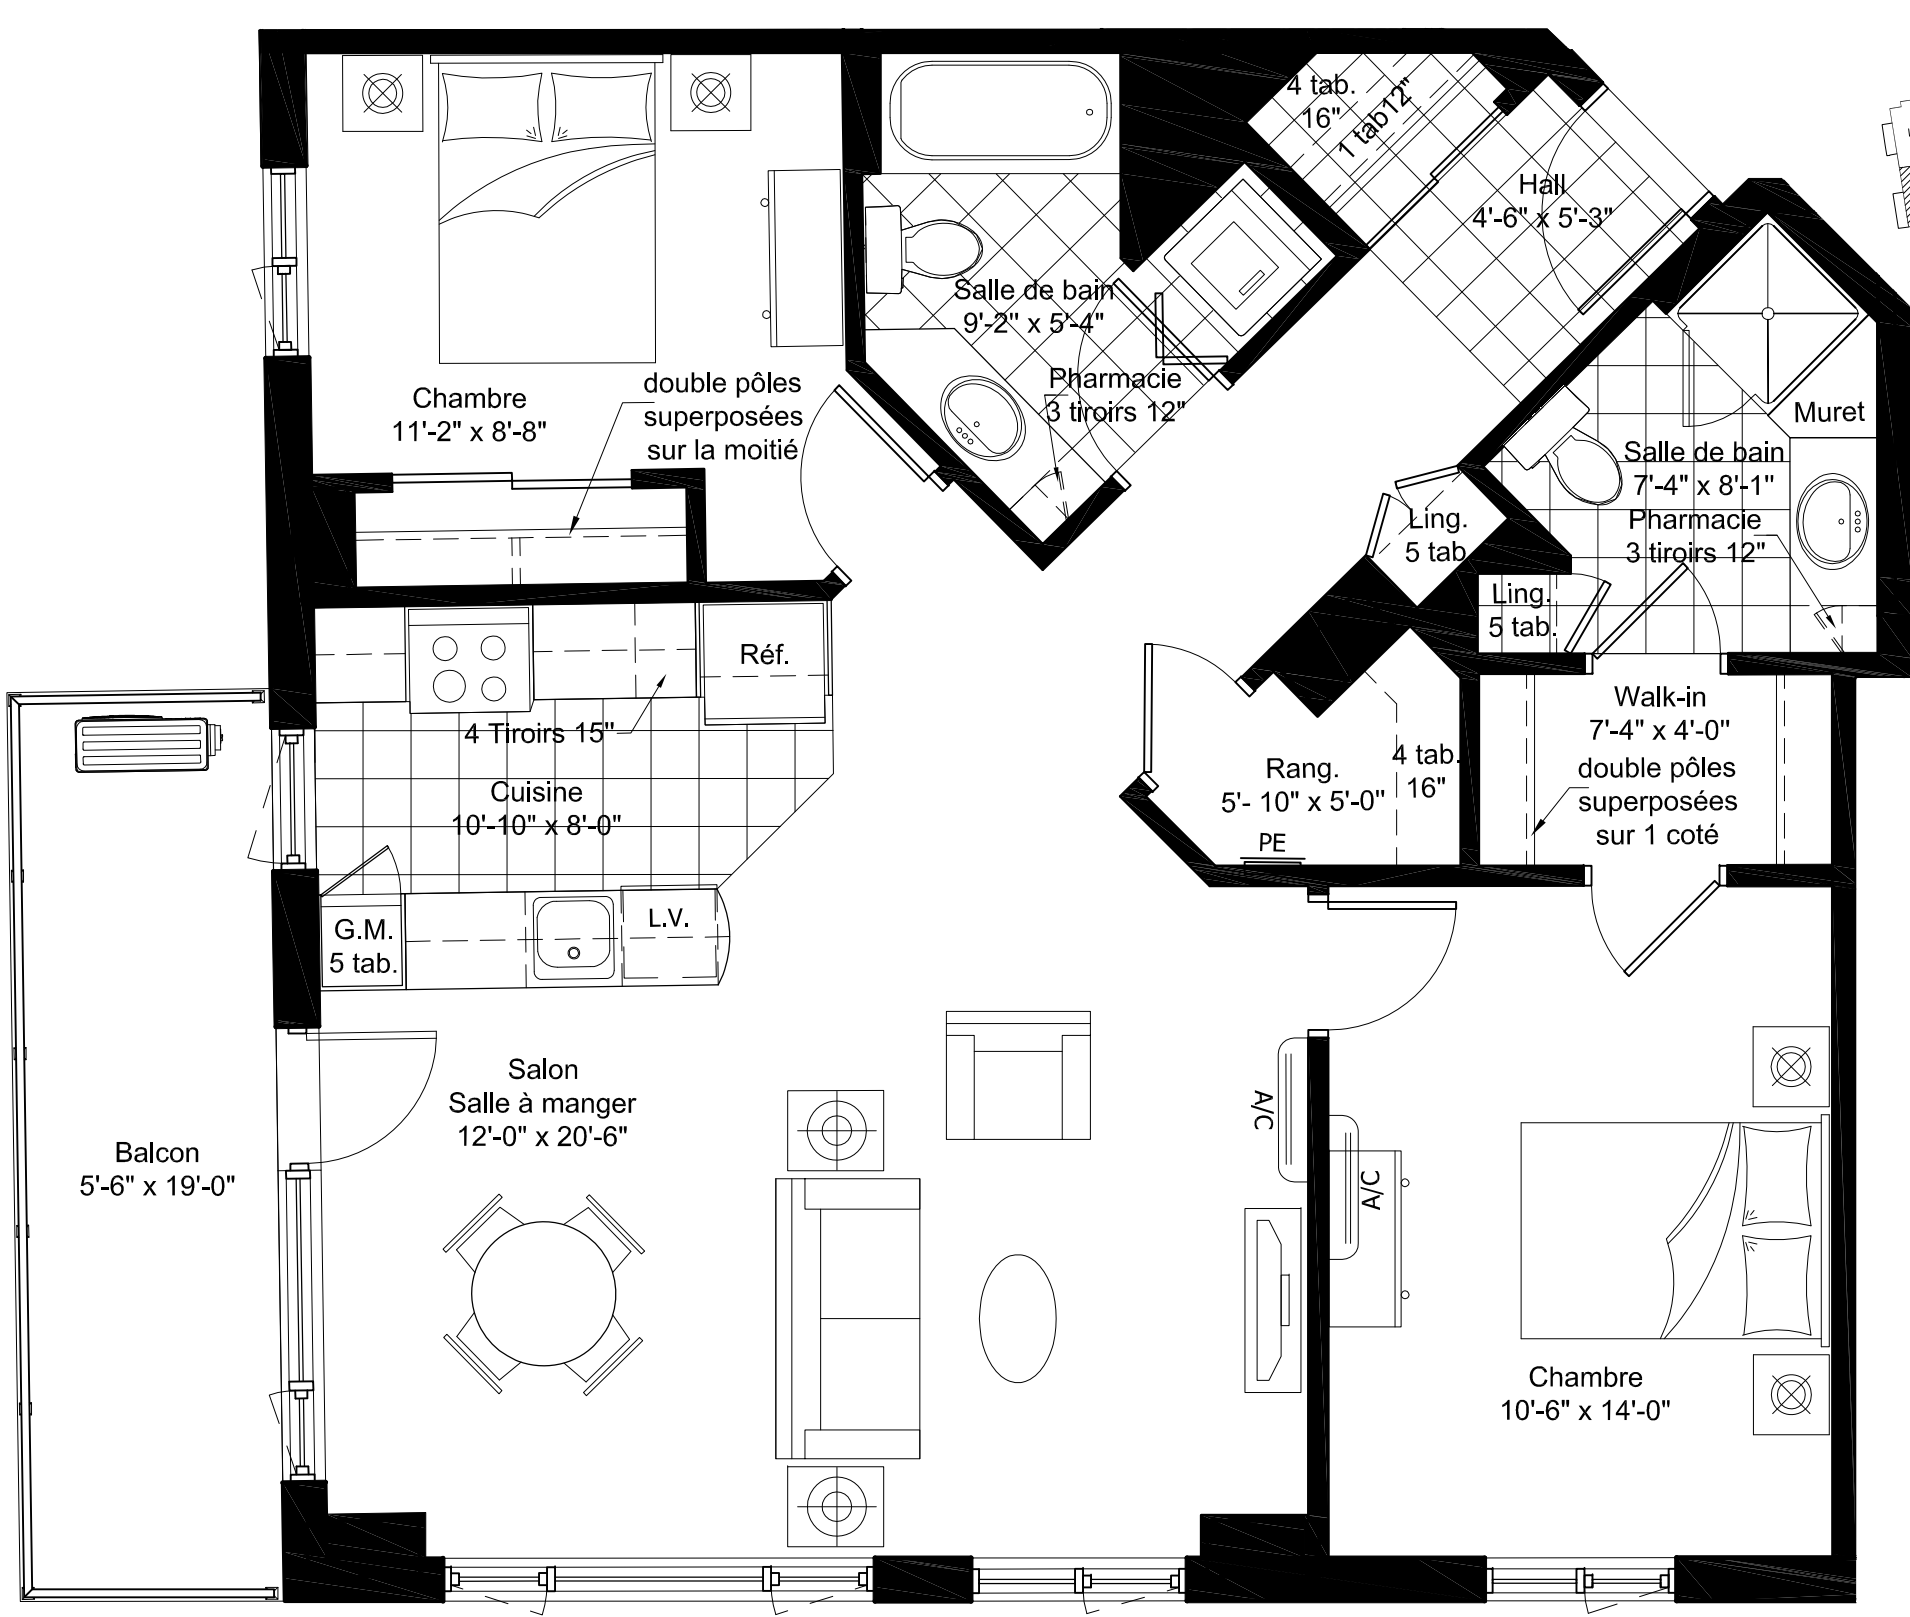 4 tab.
16"
1 tab12"
Hall
4'-6" x 5'-3"
Salle de bain
9'-2" x 5'-4"
Pharmacie
3 tiroirs 12"
Chambre
11'-2" x 8'-8"
double pôles
superposées
sur la moitié
Muret
Salle de bain
7'-4" x 8'-1"
Pharmacie
3 tiroirs 12"
Ling.
5 tab.
Ling.
5 tab.
Réf.
4 Tiroirs 15"
Cuisine
10'-10" x 8'-0"
Walk-in
7'-4" x 4'-0"
double pôles
superposées
sur 1 coté
Rang.
5'- 10" x 5'-0"
4 tab.
16"
PE
G.M.
5 tab.
L.V.
Salon
Salle à manger
12'-0" x 20'-6"
A/C
A/C
Balcon
5'-6" x 19'-0"
Chambre
10'-6" x 14'-0"